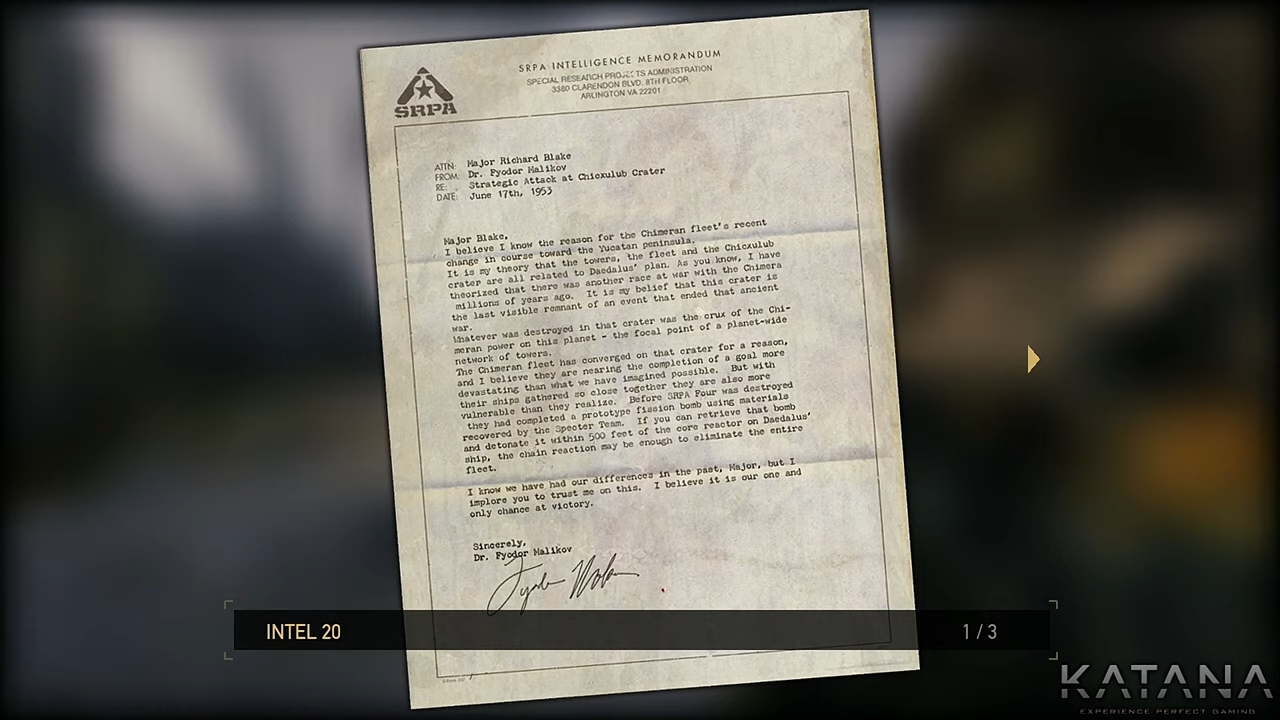 SRPA INTELLIGENCE MEMORANDUM
SPECIAL RESEARCH PROJECTS ADMINISTRATION
3380 CLARENDON BLVD. 8TH FLOOR
ARLINGTON VA 22201
SRPA
ATTN: Major Richard Blake
FROM: Dr. Fyodor Malikov
RE: Strategic Attack at Chicxulub Crater
DATE: June 17th, 1953
Major Blake,
I believe I know the reason for the Chimeran fleet's recent
change in course toward the Yucatan peninsula.
It is my theory that the towers, the fleet and the Chicxulub
crater are all related to Daedalus' plan. As you know, I have
theorized that there was another race at war with the Chimera
millions of years ago. It is my belief that this crater is
the last visible remnant of an event that ended that ancient
war.
Whatever was destroyed in that crater was the crux of the Chi-
meran power on this planet - the focal point of a planet-wide
network of towers.
The Chimeran fleet has converged on that crater for a reason,
and I believe they are nearing the completion of a goal more
devastating than what we have imagined possible. But with
their ships gathered so close together they are also more
vulnerable than they realize. Before SRPA Four was destroyed
they had completed a prototype fission bomb using materials
recovered by the Specter Team. If you can retrieve that bomb
and detonate it within 500 feet of the core reactor on Daedalus'
ship, the chain reaction may be enough to eliminate the entire
fleet.
I know we have had our differences in the past, Major, but I
implore you to trust me on this. I believe it is our one and
only chance at victory.
Sincerely,
Dr. Fyodor Malikov
INTEL 20
1 / 3
KATANA
EXPERIENCE PERFECT GAMING